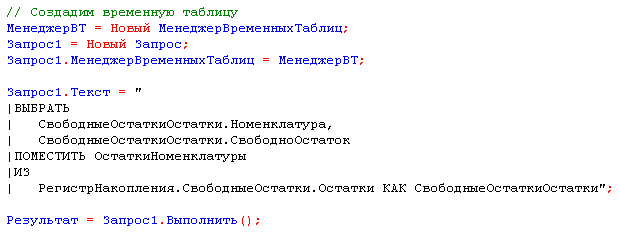 // Создадим временную таблицу
МенеджерВТ = Новый МенеджерВременныхТаблиц;
Запрос1 = Новый Запрос;
Запрос1.МенеджерВременныхТаблиц = МенеджерВТ;
Запрос1.Текст = "
|ВЫБРАТЬ
|   СвободныеОстаткиОстатки.Номенклатура,
|   СвободныеОстаткиОстатки.СвободноОстаток
|ПОМЕСТИТЬ ОстаткиНоменклатуры
|ИЗ
|   РегистрНакопления.СвободныеОстатки.Остатки КАК СвободныеОстаткиОстатки";
Результат = Запрос1.Выполнить();